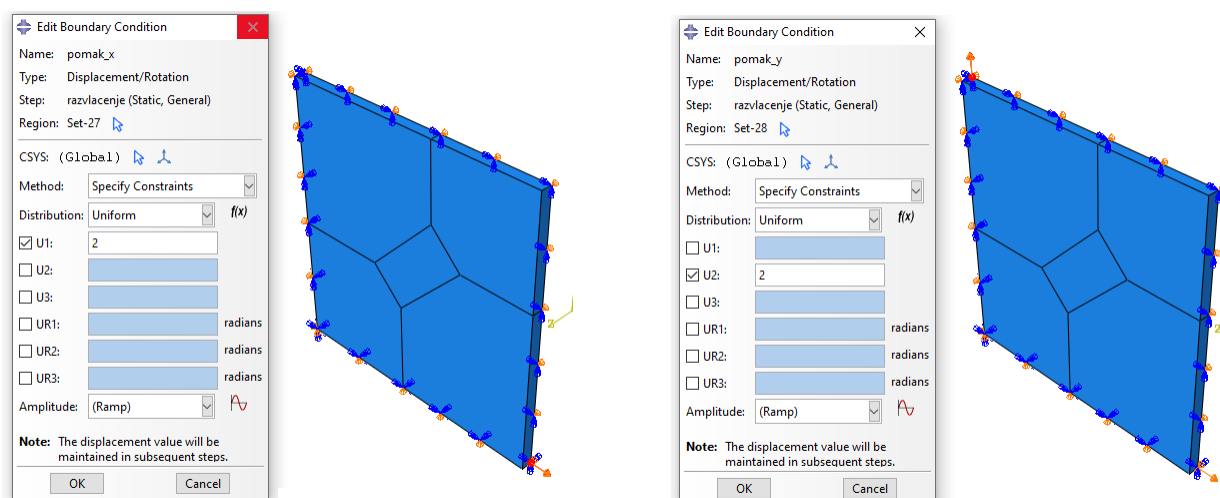 Edit Boundary Condition
Name: pomak_x
Type: Displacement/Rotation
Step: razvlacenje (Static, General)
Region: Set-27
CSYS: (Global)
Method: Specify Constraints
Distribution: Uniform f(x)
U1: 2
U2:
U3:
UR1: radians
UR2: radians
UR3: radians
Amplitude: (Ramp)
Note: The displacement value will be
maintained in subsequent steps.
OK Cancel
z
Edit Boundary Condition
Name: pomak_y
Type: Displacement/Rotation
Step: razvlacenje (Static, General)
Region: Set-28
CSYS: (Global)
Method: Specify Constraints
Distribution: Uniform f(x)
U1:
U2: 2
U3:
UR1: radians
UR2: radians
UR3: radians
Amplitude: (Ramp)
Note: The displacement value will be
maintained in subsequent steps.
OK Cancel
z